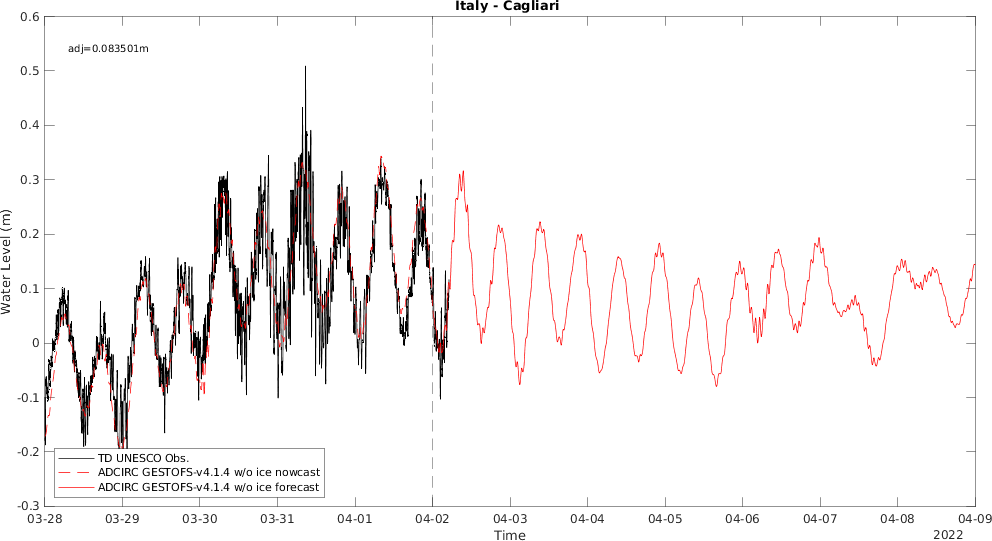 Italy - Cagliari
adj=0.083501m
0.6
0.5
0.4
0.3
0.2
0.1
0
-0.1
-0.2
-0.3
Water Level (m)
TD UNESCO Obs.
ADCIRC GESTOFS-v4.1.4 w/o ice nowcast
ADCIRC GESTOFS-v4.1.4 w/o ice forecast
03-28 03-29 03-30 03-31 04-01 04-02 04-03 04-04 04-05 04-06 04-07 04-08 04-09
Time
2022